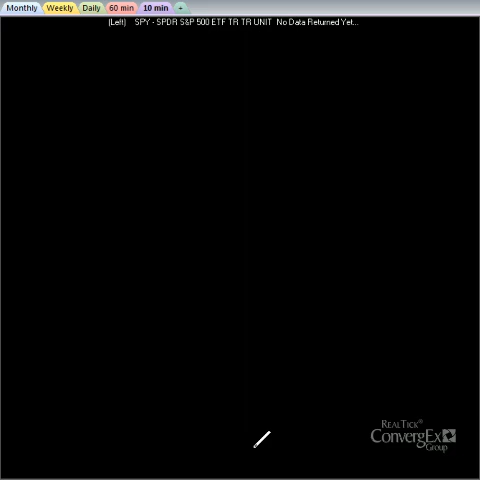 Monthly Weekly Daily 60 min 10 min +
(Left) SPY - SPDR S&P 500 ETF TR TR UNIT No Data Returned Yet...
REALTICK®
ConvergEx
Group